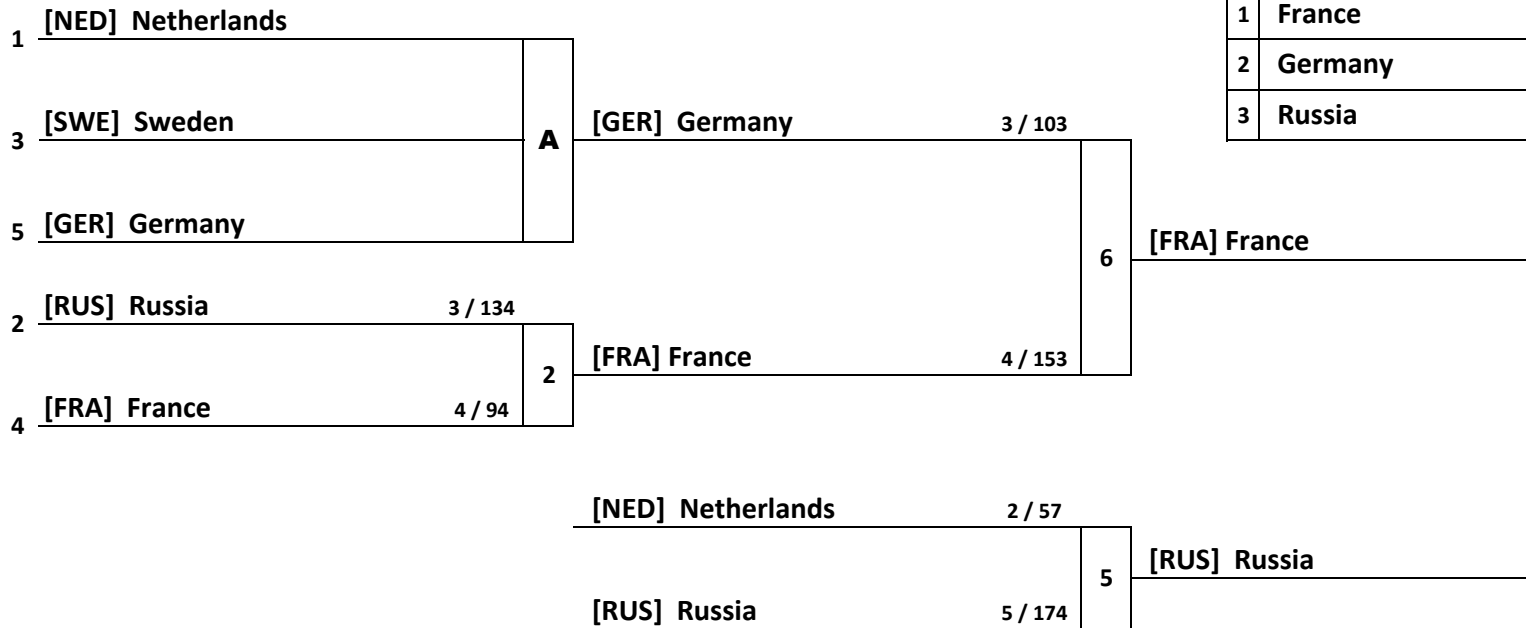 [NED] Netherlands
1
1 France
2 Germany
[SWE] Sweden
3
A
[GER] Germany 3 / 103
3 Russia
[GER] Germany
5
6
[FRA] France
[RUS] Russia 3 / 134
2
2
[FRA] France 4 / 153
[FRA] France 4 / 94
4
[NED] Netherlands 2 / 57
5
[RUS] Russia
[RUS] Russia 5 / 174